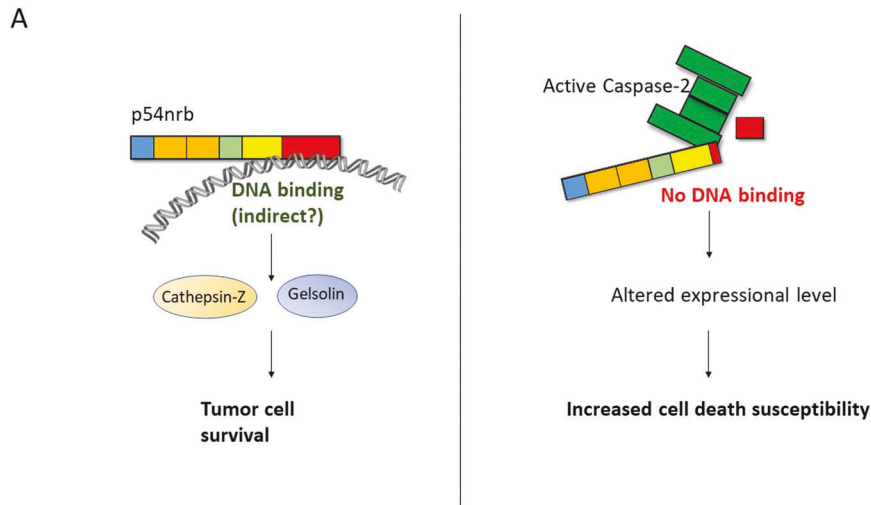 A
p54nrb
DNA binding
(indirect?)
Cathepsin-Z
Gelsolin
Tumor cell
survival
Active Caspase-2
No DNA binding
Altered expressional level
Increased cell death susceptibility